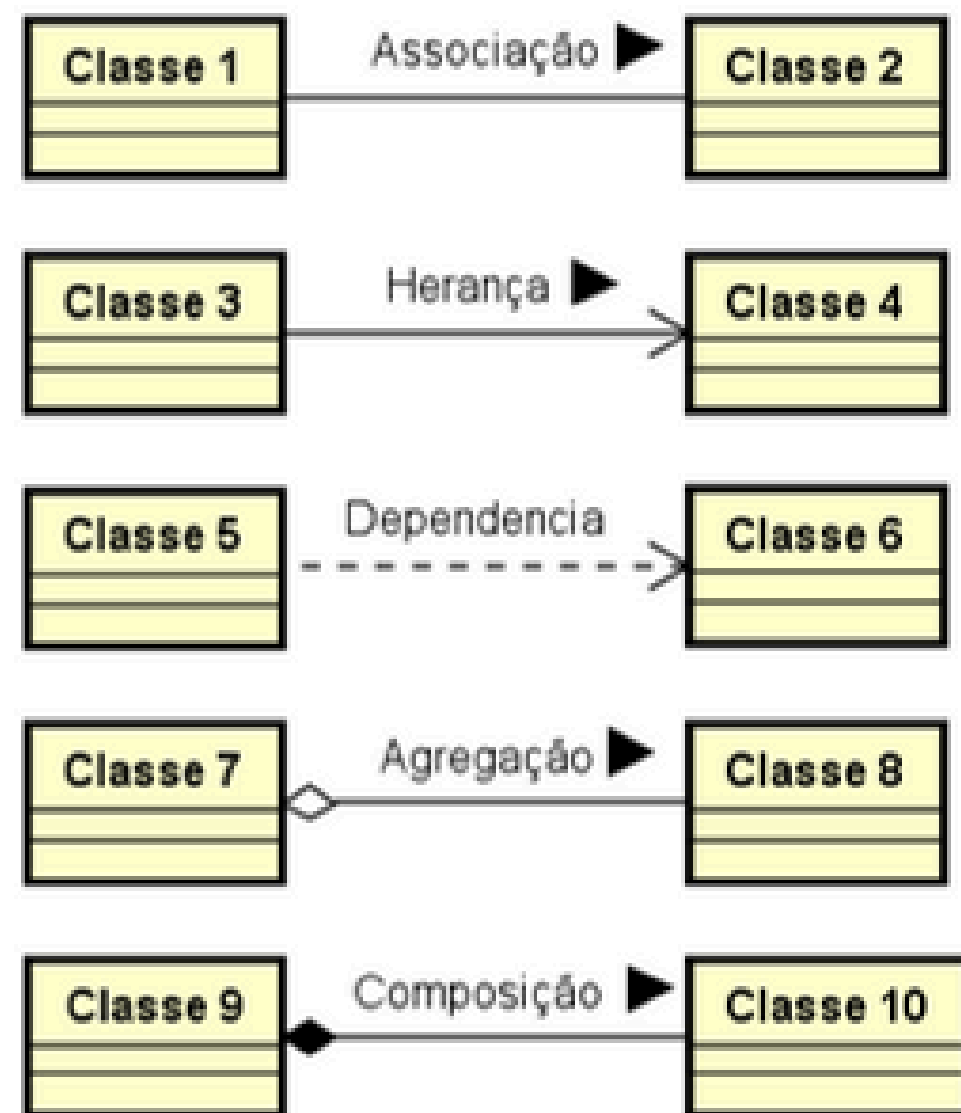 Classe 1 Associação ▶ Classe 2
Classe 3 Herança ▶ Classe 4
Classe 5 Dependencia Classe 6
Classe 7 Agregação ▶ Classe 8
Classe 9 Composição ▶ Classe 10